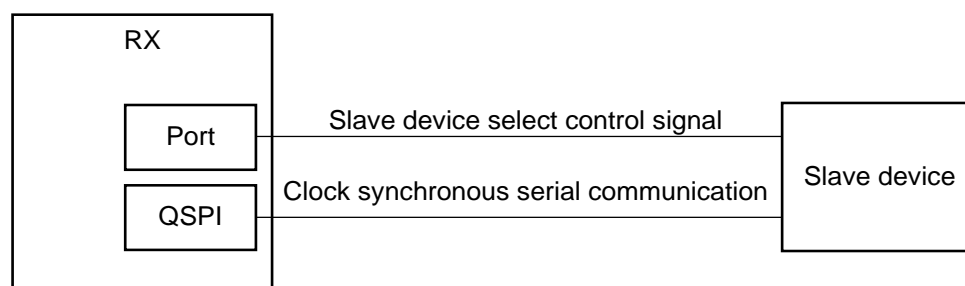 RX
Port
Slave device select control signal
Slave device
QSPI
Clock synchronous serial communication